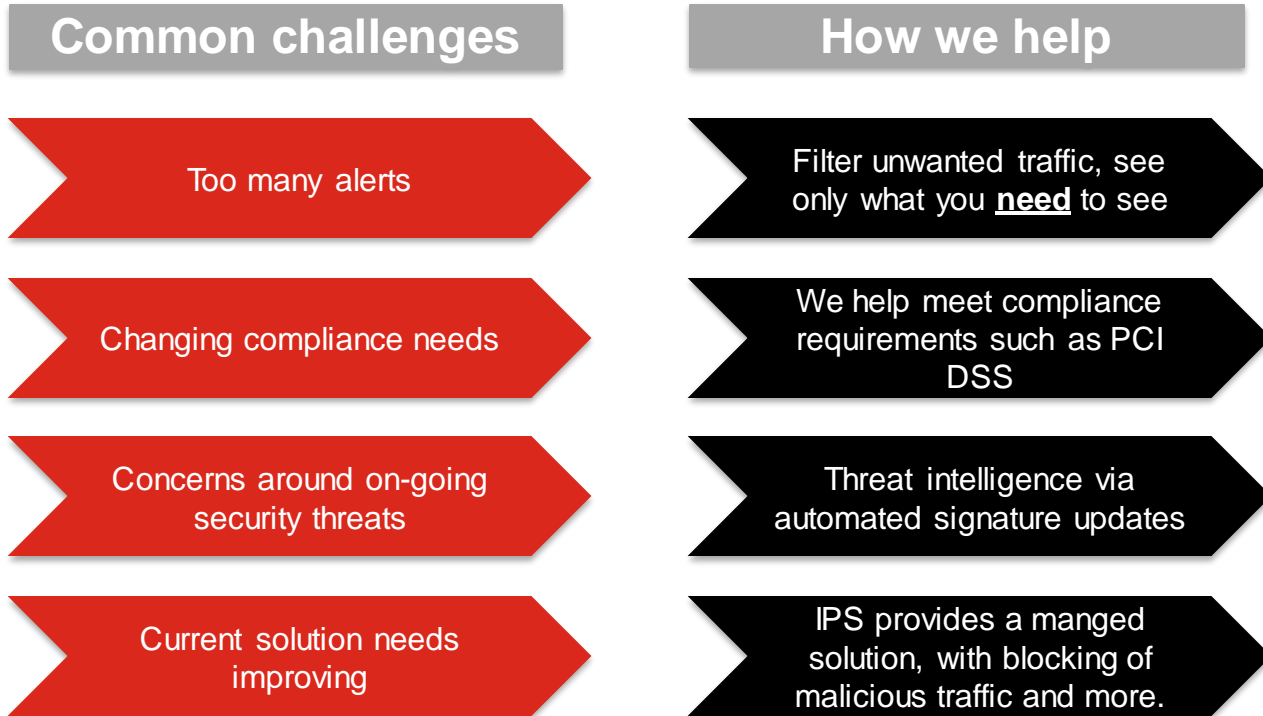 Common challenges
How we help
Too many alerts
Filter unwanted traffic, see
only what you need to see
Changing compliance needs
We help meet compliance
requirements such as PCI
DSS
Concerns around on-going
security threats
Threat intelligence via
automated signature updates
Current solution needs
improving
IPS provides a manged
solution, with blocking of
malicious traffic and more.